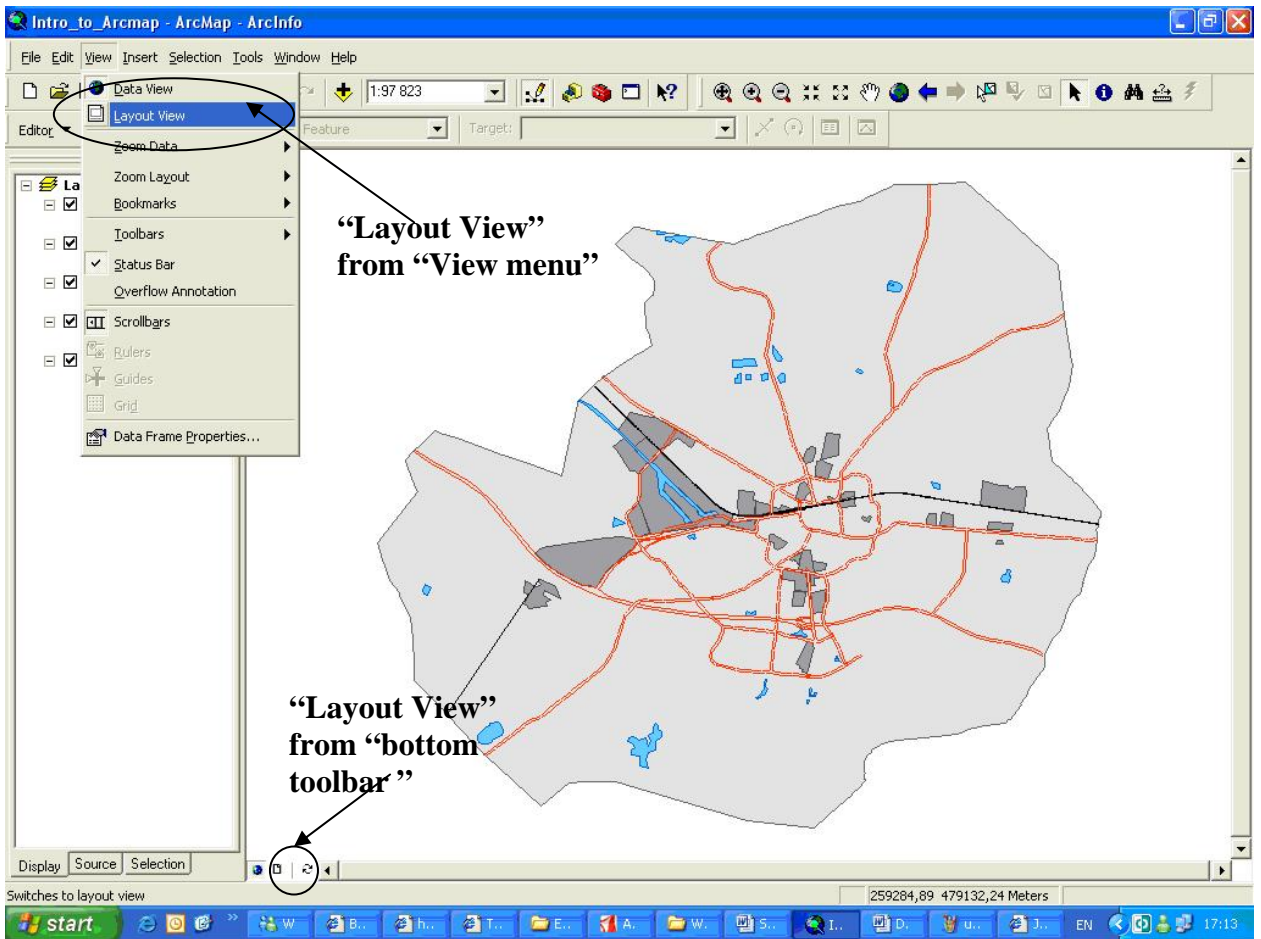 Intro_to_Arcmap - ArcMap - ArcInfo
File Edit View Insert Selection Tools Window Help
Data View
1:97 823
Layout View
Editor
Feature
Target:
Zoom Data
Zoom Layout
La
Bookmarks
Toolbars
Status Bar
Overflow Annotation
Scrollbars
Rulers
Guides
Grid
Data Frame Properties...
“Layout View”
from “View menu”
“Layout View”
from “bottom
toolbar ”
Display Source Selection
Switches to layout view
259284,89 479132,24 Meters
start
W
B..
h..
T..
E..
A.
W.
S..
I..
D.
u..
J..
EN
17:13